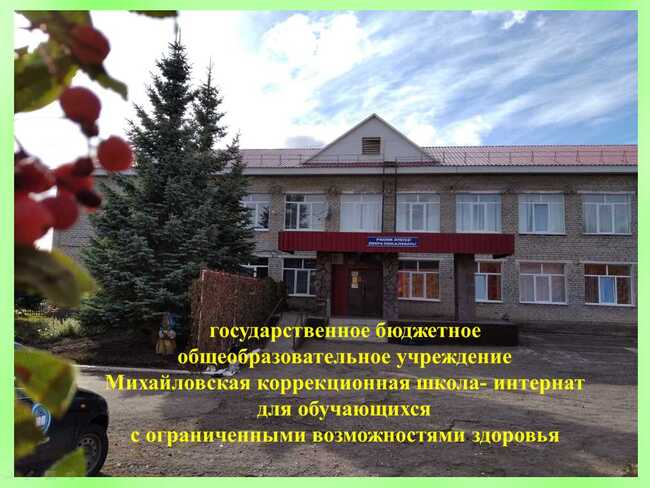 государственное бюджетное
общеобразовательное учреждение
Михайловская коррекционная школа- интернат
для обучающихся
с ограниченными возможностями здоровья